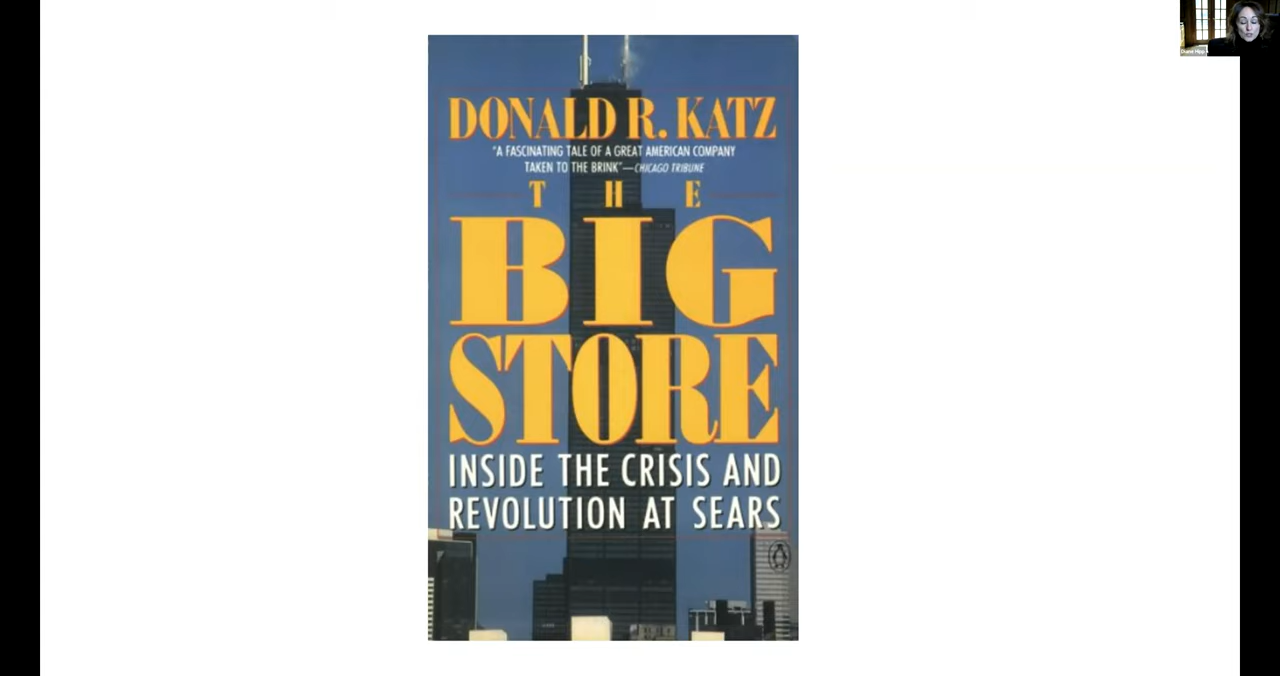 DONALD R. KATZ
"A FASCINATING TALE OF A GREAT AMERICAN COMPANY
TAKEN TO THE BRINK"—CHICAGO TRIBUNE
THE
BIG
STORE
INSIDE THE CRISIS AND
REVOLUTION AT SEARS